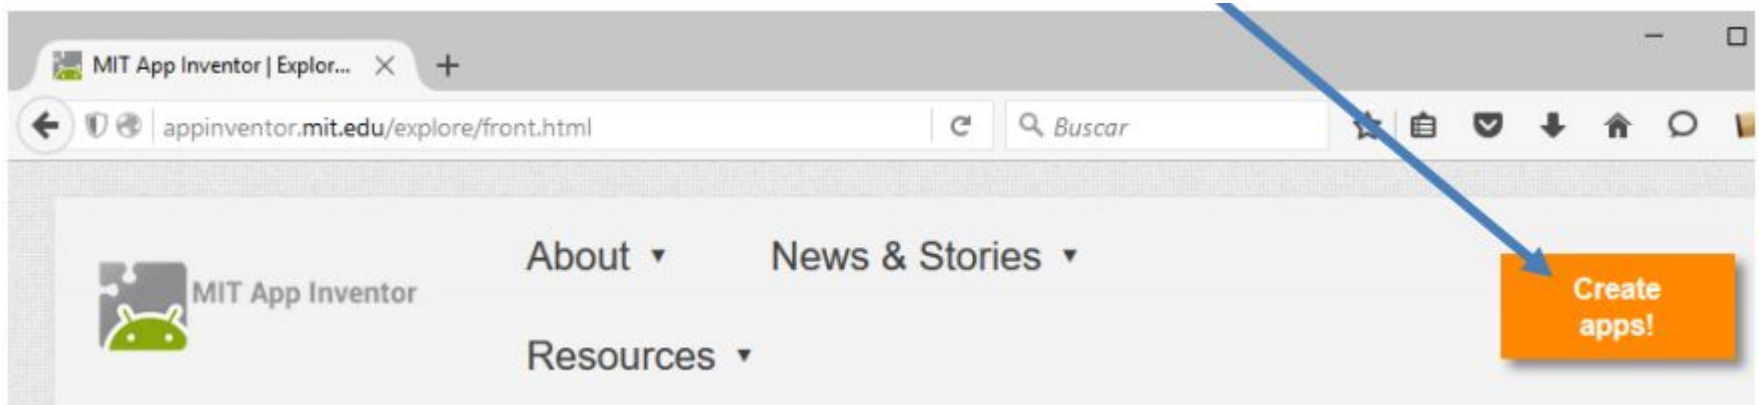 MIT App Inventor | Explor...
appinventor.mit.edu/explore/front.html
Buscar
About
News & Stories
Create
apps!
MIT App Inventor
Resources